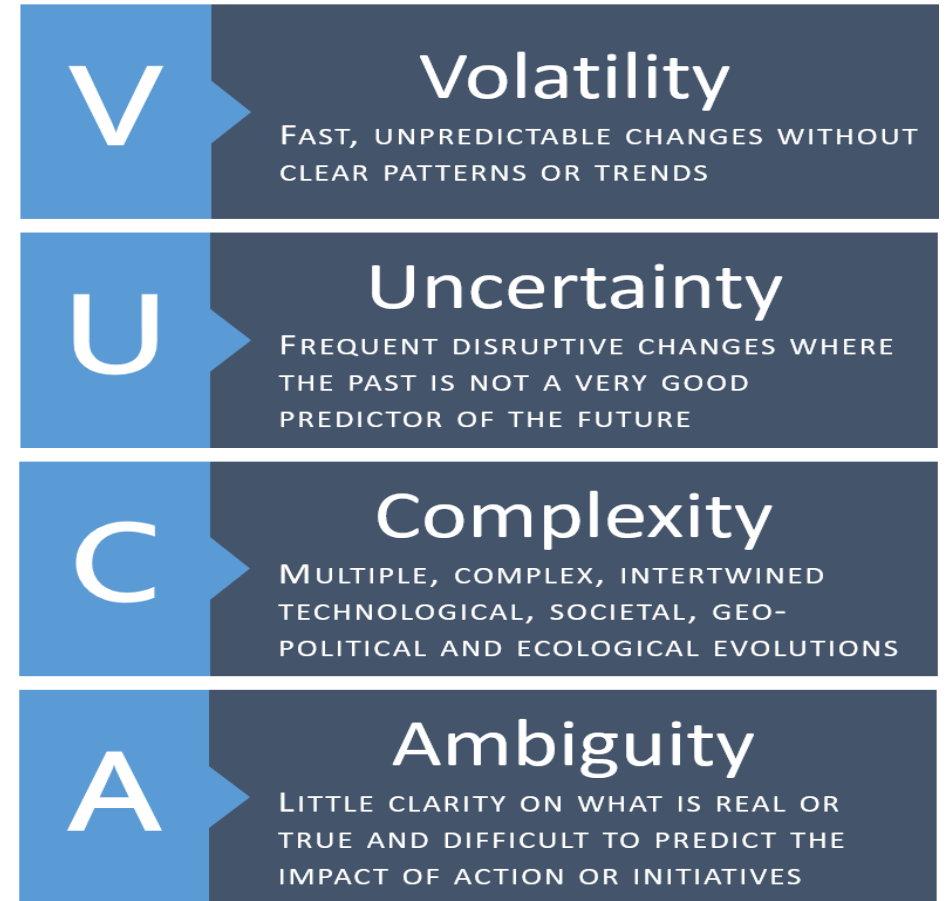 V
Volatility
FAST, UNPREDICTABLE CHANGES WITHOUT
CLEAR PATTERNS OR TRENDS
U
Uncertainty
FREQUENT DISRUPTIVE CHANGES WHERE
THE PAST IS NOT A VERY GOOD
PREDICTOR OF THE FUTURE
C
Complexity
MULTIPLE, COMPLEX, INTERTWINED
TECHNOLOGICAL, SOCIETAL, GEO-
POLITICAL AND ECOLOGICAL EVOLUTIONS
A
Ambiguity
LITTLE CLARITY ON WHAT IS REAL OR
TRUE AND DIFFICULT TO PREDICT THE
IMPACT OF ACTION OR INITIATIVES